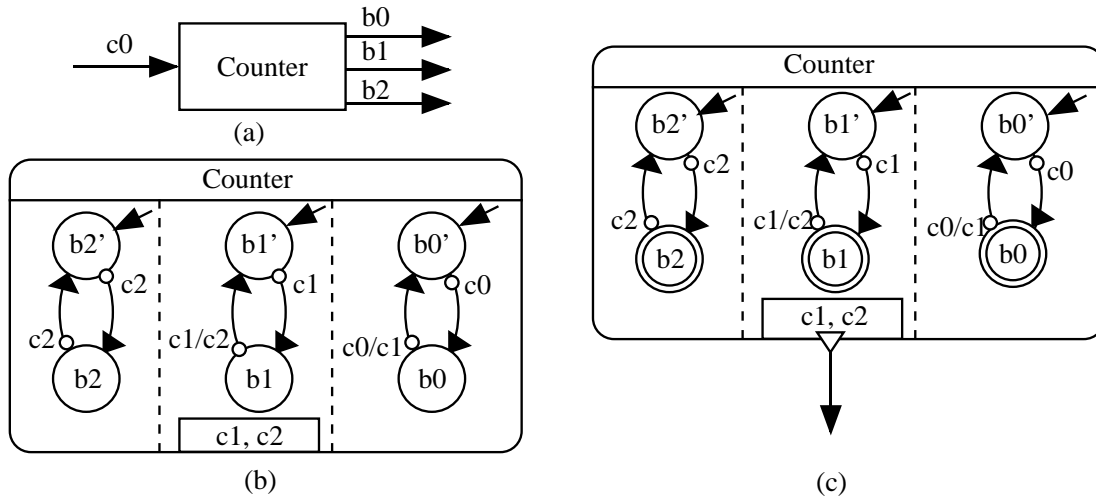 c0
Counter
b0
b1
b2
(a)
Counter
b2’
b1’
b0’
c2
c1
c0
c2
c1/c2
c0/c1
b2
b1
b0
c1, c2
(b)
Counter
b2’
b1’
b0’
c2
c1
c0
c2
c1/c2
c0/c1
b2
b1
b0
c1, c2
(c)